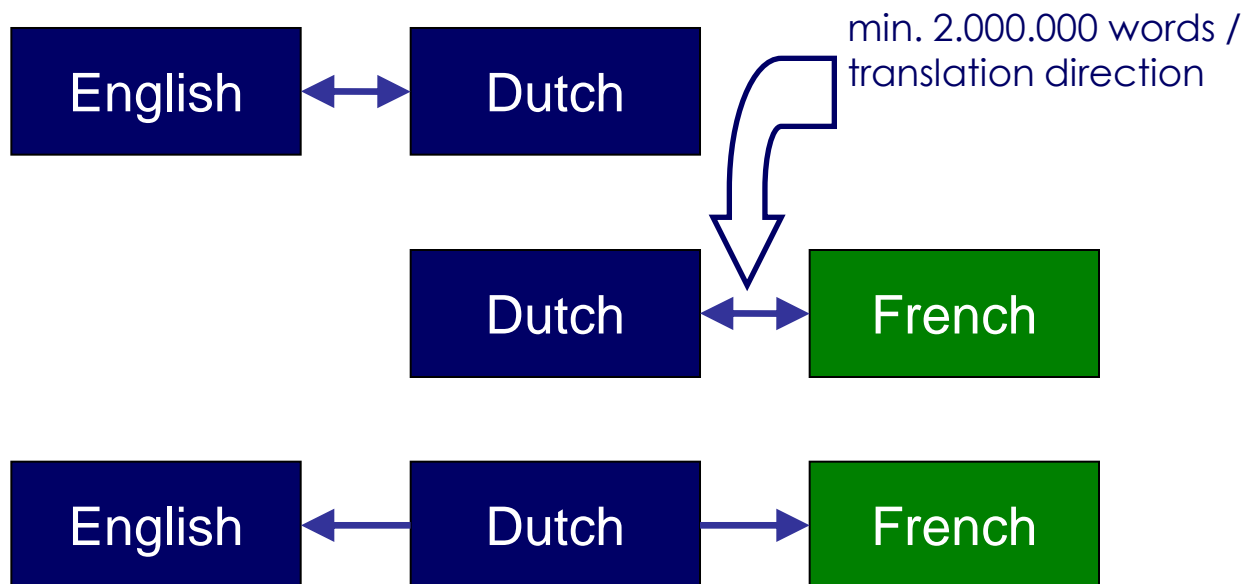 min. 2.000.000 words /
translation direction
English
Dutch
Dutch
French
English
Dutch
French